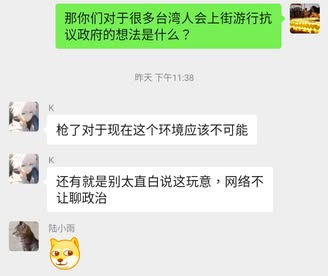 那你们对于很多台湾人会上街游行抗
议政府的想法是什么？
昨天 下午11:38
K
枪了对于现在这个环境应该不可能
K
还有就是别太直白说这玩意，网络不
让聊政治
陆小雨